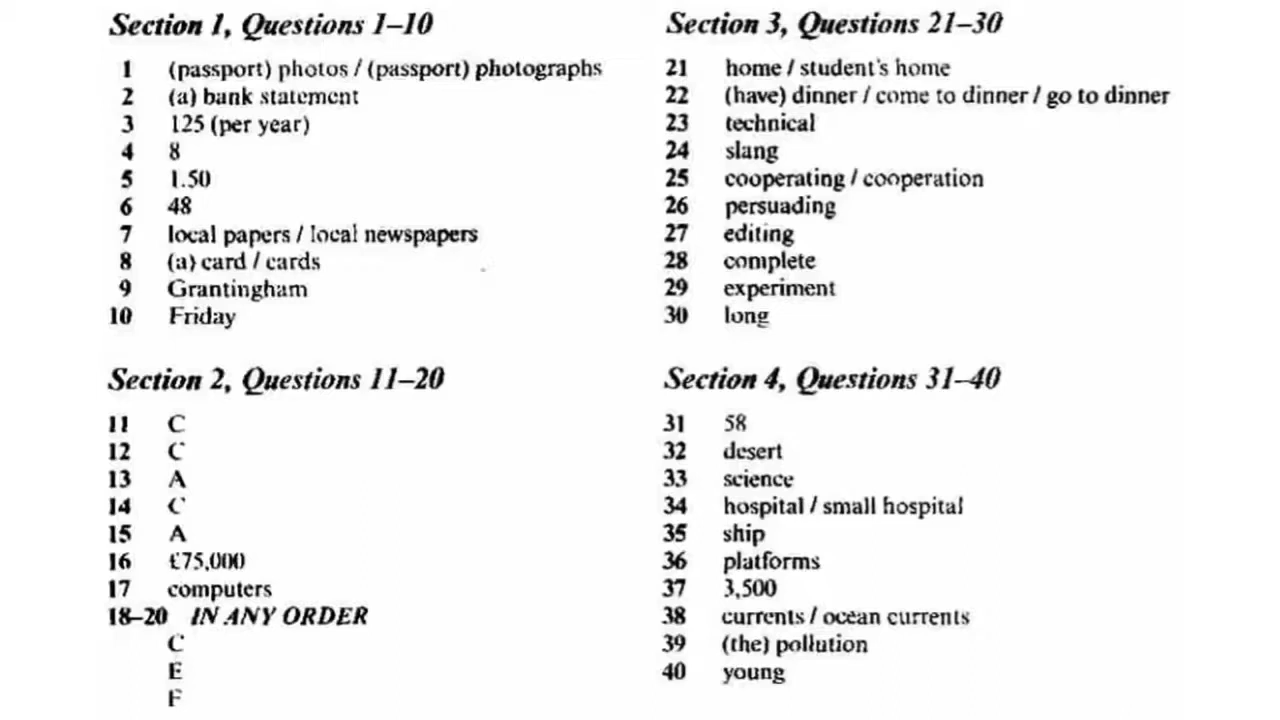 Section 1, Questions 1–10
1 (passport) photos / (passport) photographs
2 (a) bank statement
3 125 (per year)
4 8
5 1.50
6 48
7 local papers / local newspapers
8 (a) card / cards
9 Grantingham
10 Friday
Section 2, Questions 11–20
11 C
12 C
13 A
14 C
15 A
16 £75,000
17 computers
18–20 IN ANY ORDER
C
E
F
Section 3, Questions 21–30
21 home / student's home
22 (have) dinner / come to dinner / go to dinner
23 technical
24 slang
25 cooperating / cooperation
26 persuading
27 editing
28 complete
29 experiment
30 long
Section 4, Questions 31–40
31 58
32 desert
33 science
34 hospital / small hospital
35 ship
36 platforms
37 3,500
38 currents / ocean currents
39 (the) pollution
40 young